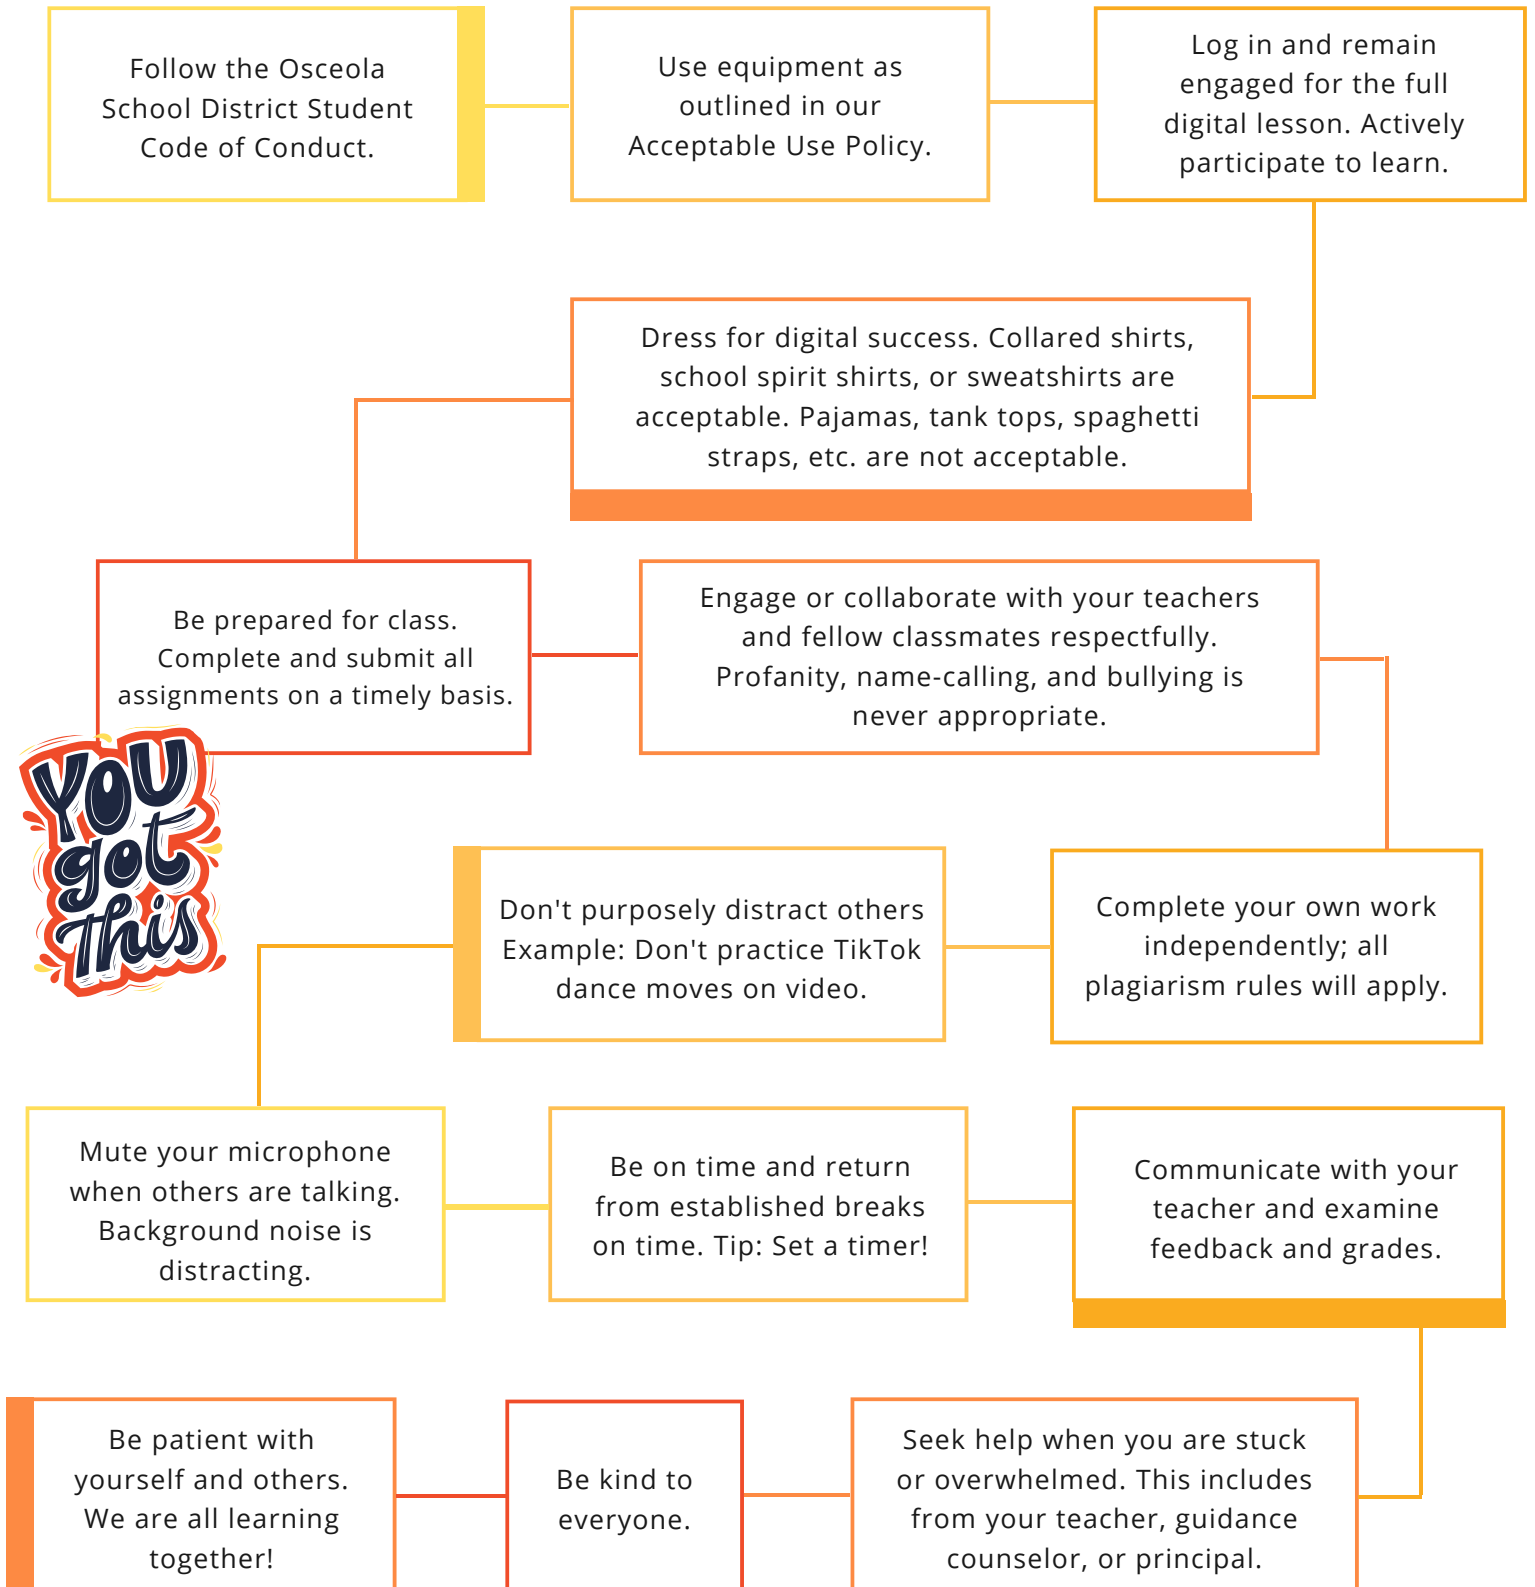 Follow the Osceola
School District Student
Code of Conduct.
Use equipment as
outlined in our
Acceptable Use Policy.
Log in and remain
engaged for the full
digital lesson. Actively
participate to learn.
Dress for digital success. Collared shirts,
school spirit shirts, or sweatshirts are
acceptable. Pajamas, tank tops, spaghetti
straps, etc. are not acceptable.
Be prepared for class.
Complete and submit all
assignments on a timely basis.
Engage or collaborate with your teachers
and fellow classmates respectfully.
Profanity, name-calling, and bullying is
never appropriate.
YOU
got
This
Complete your own work
independently; all
plagiarism rules will apply.
Don't purposely distract others
Example: Don't practice TikTok
dance moves on video.
Mute your microphone
when others are talking.
Background noise is
distracting.
Be on time and return
from established breaks
on time. Tip: Set a timer!
Communicate with your
teacher and examine
feedback and grades.
Seek help when you are stuck
or overwhelmed. This includes
from your teacher, guidance
counselor, or principal.
Be kind to
everyone.
Be patient with
yourself and others.
We are all learning
together!